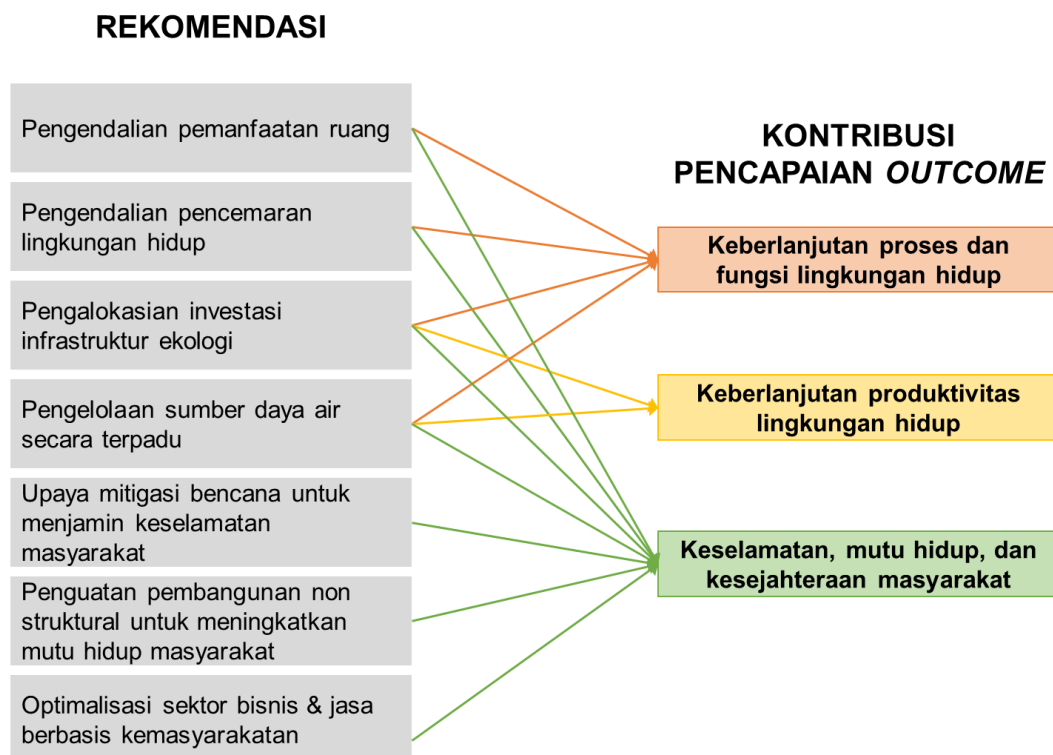 REKOMENDASI
Pengendalian pemanfaatan ruang
Pengendalian pencemaran
lingkungan hidup
Pengalokasian investasi
infrastruktur ekologi
Pengelolaan sumber daya air
secara terpadu
Upaya mitigasi bencana untuk
menjamin keselamatan
masyarakat
Penguatan pembangunan non
struktural untuk meningkatkan
mutu hidup masyarakat
Optimalisasi sektor bisnis & jasa
berbasis kemasyarakatan
KONTRIBUSI
PENCAPAIAN OUTCOME
Keberlanjutan proses dan
fungsi lingkungan hidup
Keberlanjutan produktivitas
lingkungan hidup
Keselamatan, mutu hidup, dan
kesejahteraan masyarakat